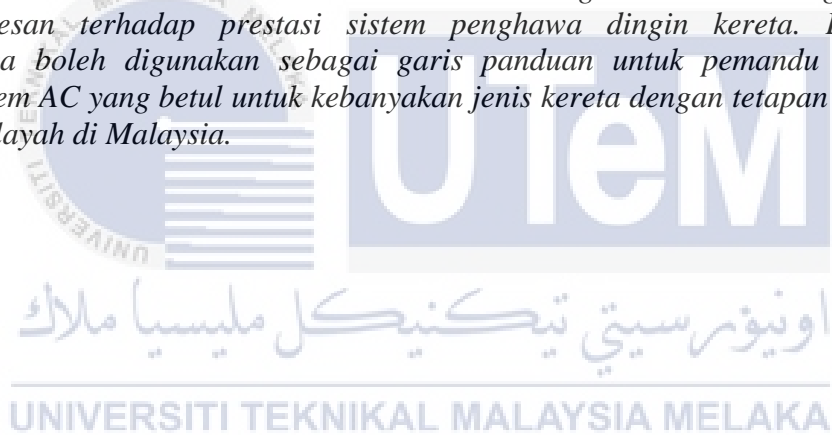 esan terhadap prestasi sistem penghawa dingin kereta.
a boleh digunakan sebagai garis panduan untuk pemandu
em AC yang betul untuk kebanyakan jenis kereta dengan tetapan
layah di Malaysia.
UTeM
اونيۏرسيتي تيكنيكل مليسيا ملاك
UNIVERSITI TEKNIKAL MALAYSIA MELAKA